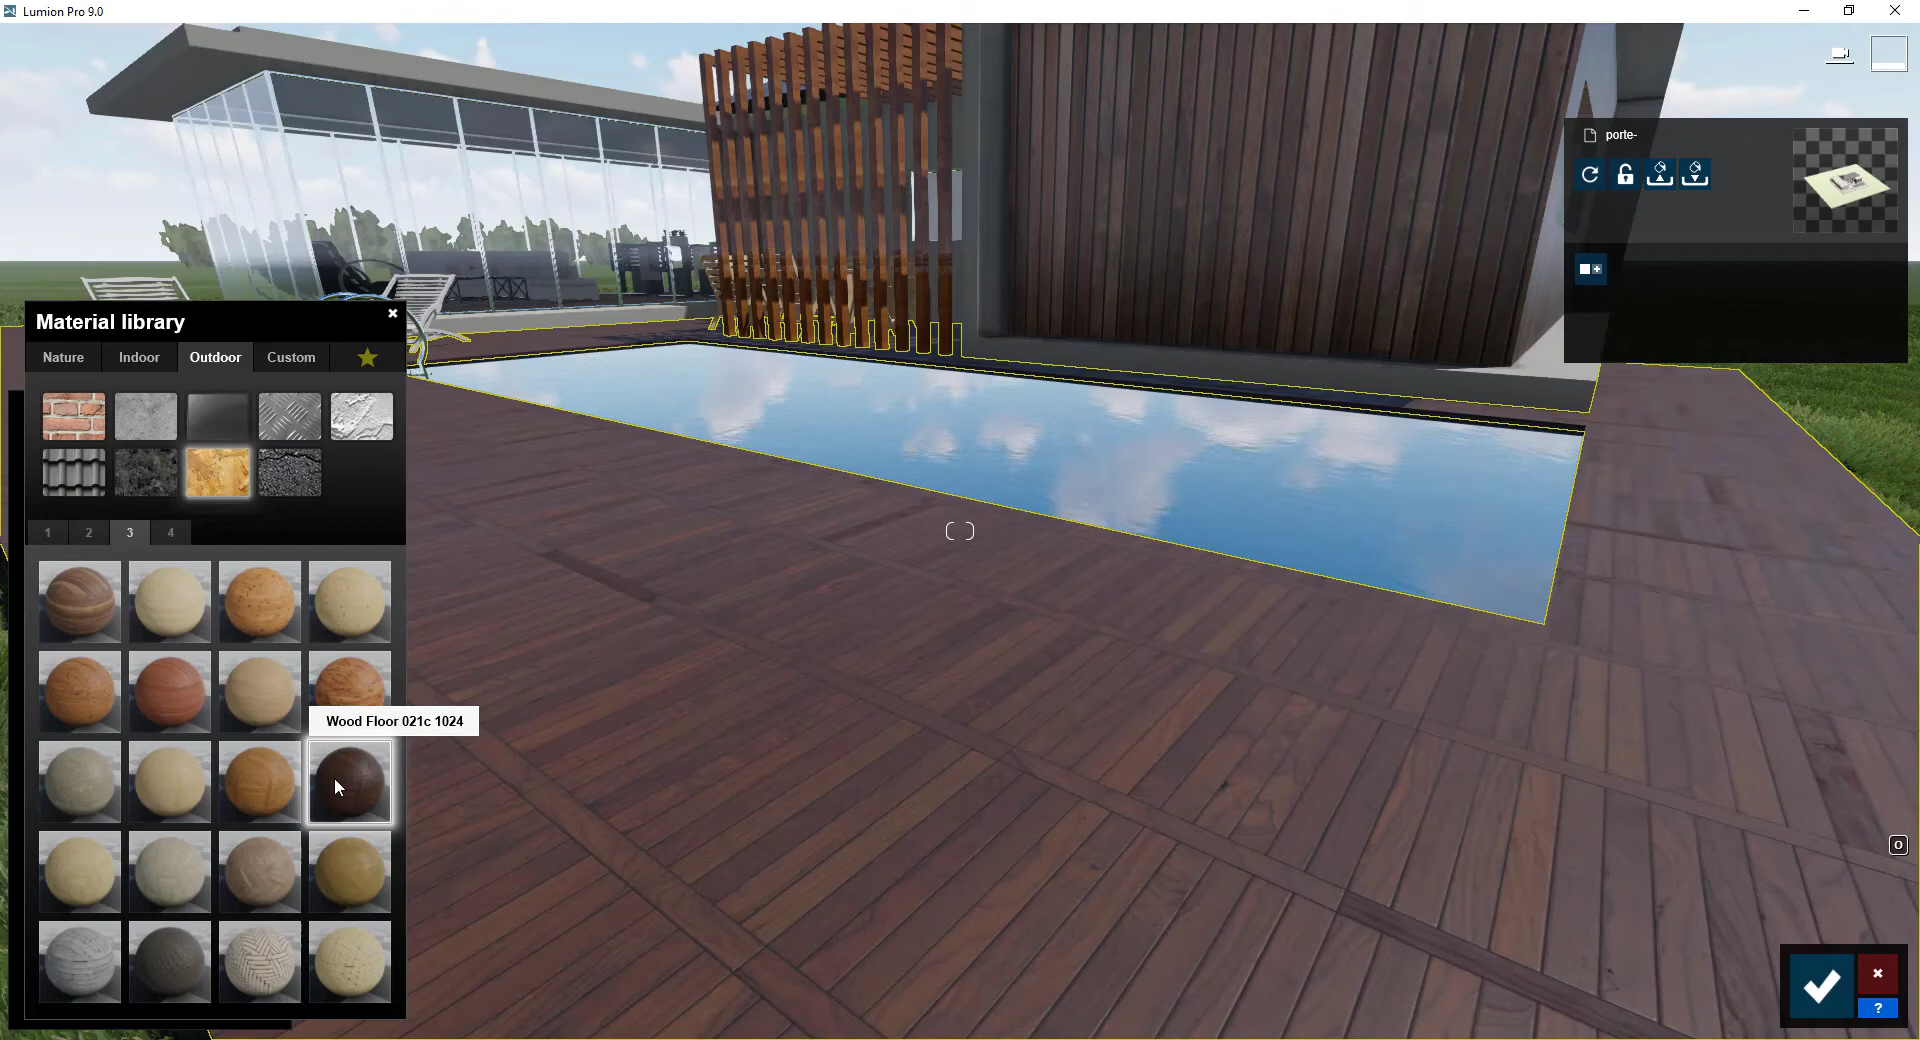 Lumion Pro 9.0
porte-
Material library
Nature Indoor Outdoor Custom
1 2 3 4
Wood Floor 021c 1024
O
?